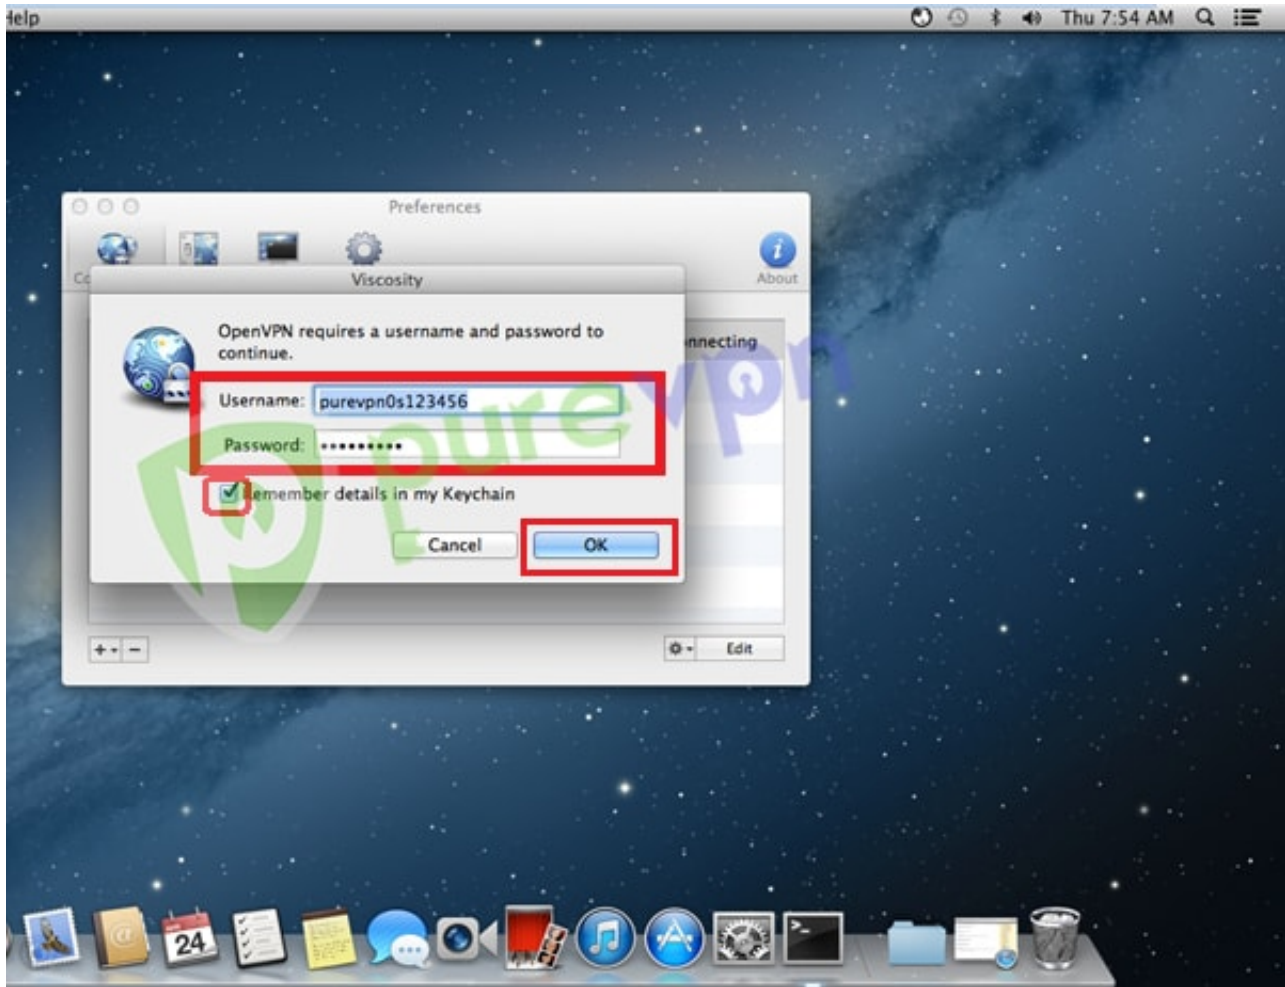 Help
Thu 7:54 AM
Preferences
About
Viscosity
OpenVPN requires a username and password to
continue.
nnecting
Username: purevpn0s123456
Password: •••••••••
Remember details in my Keychain
Cancel OK
purevpn
+ - Edit
24